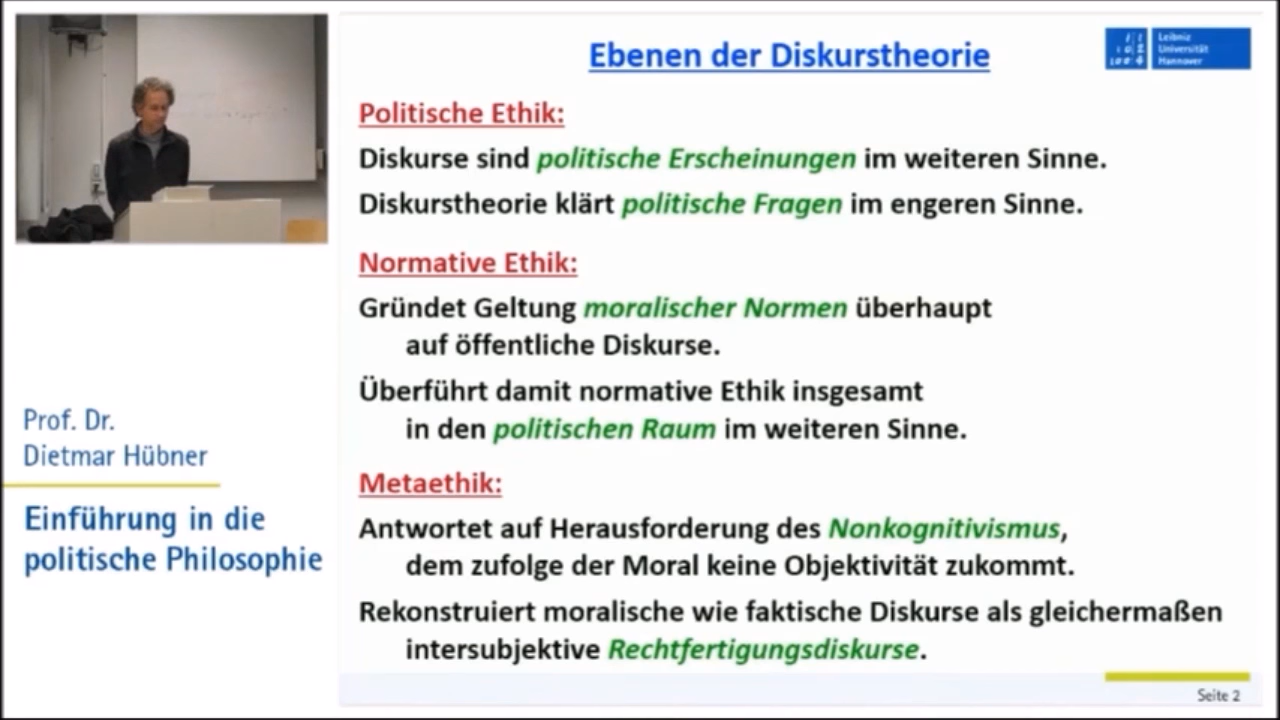 Ebenen der Diskurstheorie
Leibniz
Universität
Hannover
Politische Ethik:
Diskurse sind politische Erscheinungen im weiteren Sinne.
Diskurstheorie klärt politische Fragen im engeren Sinne.
Normative Ethik:
Gründet Geltung moralischer Normen überhaupt
auf öffentliche Diskurse.
Überführt damit normative Ethik insgesamt
in den politischen Raum im weiteren Sinne.
Metaethik:
Antwortet auf Herausforderung des Nonkognitivismus,
dem zufolge der Moral keine Objektivität zukommt.
Rekonstruiert moralische wie faktische Diskurse als gleichermaßen
intersubjektive Rechtfertigungsdiskurse.
Prof. Dr.
Dietmar Hübner
Einführung in die
politische Philosophie
Seite 2